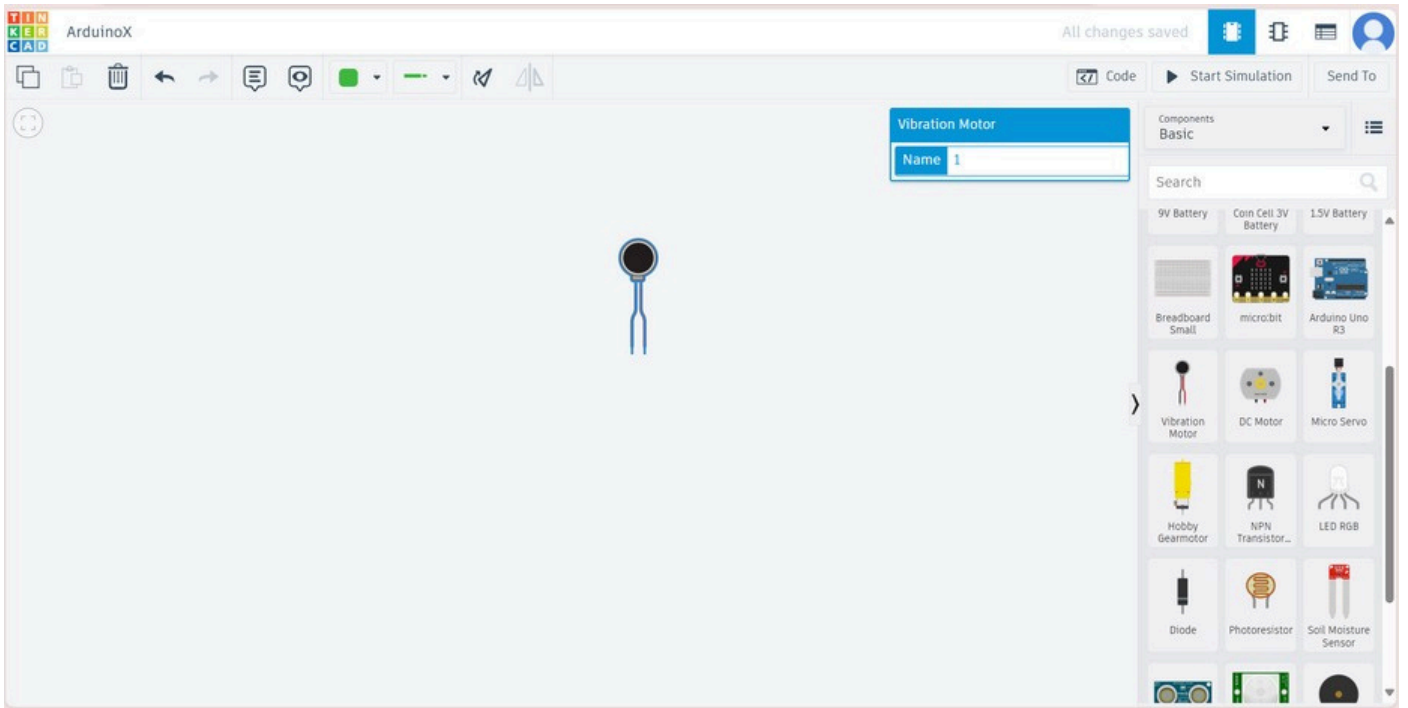 TIN
KER
CAD
ArduinoX
All changes saved
Code
Start Simulation
Send To
Vibration Motor
Name 1
Components
Basic
Search
9V Battery
Coin Cell 3V
Battery
1.5V Battery
Breadboard
Small
micro:bit
Arduino Uno
R3
Vibration
Motor
DC Motor
Micro Servo
N
Hobby
Gearmotor
NPN
Transistor...
LED RGB
Diode
Photoresistor
Soil Moisture
Sensor